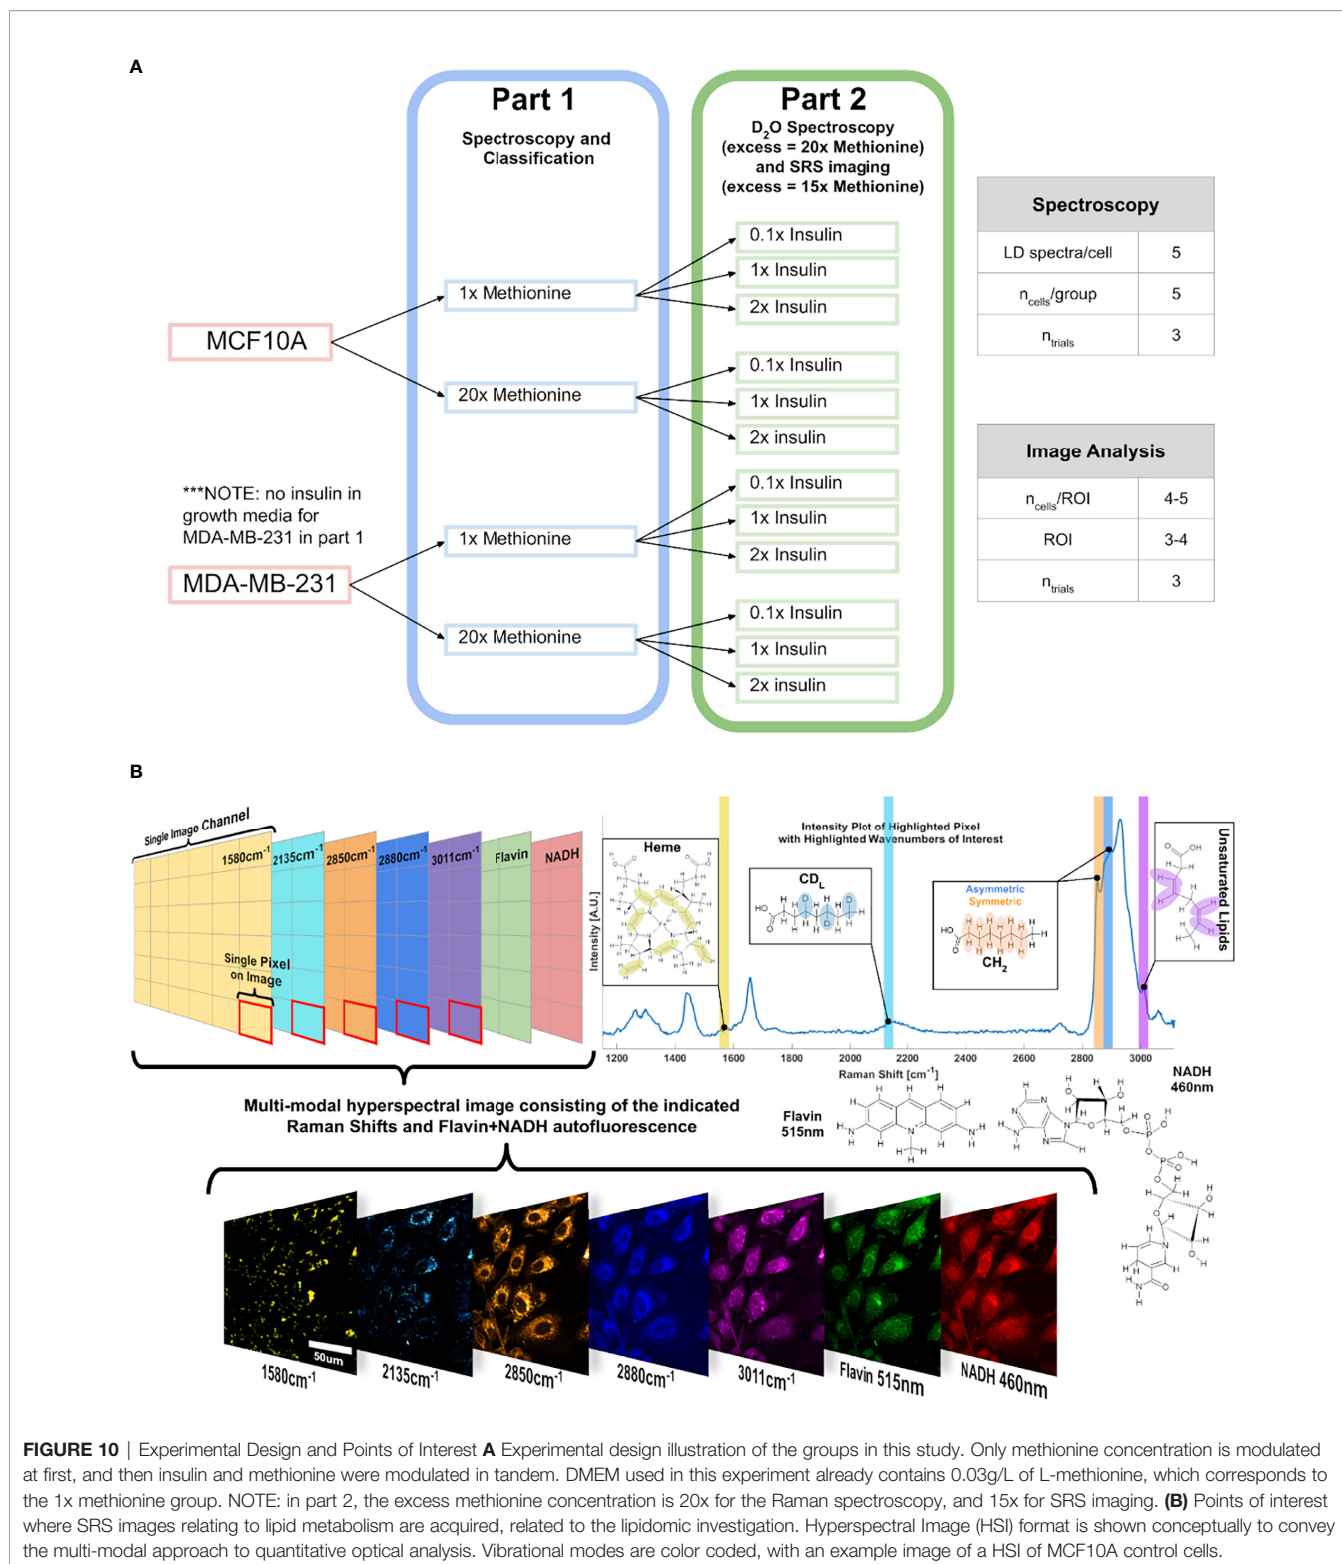 A
Part 1
Spectroscopy and
Classification
Part 2
D2O Spectroscopy
(excess = 20x Methionine)
and SRS imaging
(excess = 15x Methionine)
MCF10A
1x Methionine
0.1x Insulin
1x Insulin
2x Insulin
20x Methionine
0.1x Insulin
1x Insulin
2x insulin
***NOTE: no insulin in
growth media for
MDA-MB-231 in part 1
MDA-MB-231
1x Methionine
0.1x Insulin
1x Insulin
2x Insulin
20x Methionine
0.1x Insulin
1x Insulin
2x insulin
Spectroscopy
LD spectra/cell 5
ncells/group 5
ntrials 3
Image Analysis
ncells/ROI 4-5
ROI 3-4
ntrials 3
B
Single Image Channel
1580cm-1
2135cm-1
2850cm-1
2880cm-1
3011cm-1
Flavin
NADH
Single Pixel
on Image
Intensity Plot of Highlighted Pixel
with Highlighted Wavenumbers of Interest
Heme
CDL
Asymmetric
Symmetric
CH2
Unsaturated Lipids
Intensity [A.U.]
1200 1400 1600 1800 2000 2200 2400 2600 2800 3000
Raman Shift [cm-1]
Multi-modal hyperspectral image consisting of the indicated
Raman Shifts and Flavin+NADH autofluorescence
Flavin
515nm
NADH
460nm
50um
1580cm-1
2135cm-1
2850cm-1
2880cm-1
3011cm-1
Flavin 515nm
NADH 460nm
FIGURE 10 | Experimental Design and Points of Interest A Experimental design illustration of the groups in this study. Only methionine concentration is modulated
at first, and then insulin and methionine were modulated in tandem. DMEM used in this experiment already contains 0.03g/L of L-methionine, which corresponds to
the 1x methionine group. NOTE: in part 2, the excess methionine concentration is 20x for the Raman spectroscopy, and 15x for SRS imaging. (B) Points of interest
where SRS images relating to lipid metabolism are acquired, related to the lipidomic investigation. Hyperspectral Image (HSI) format is shown conceptually to convey
the multi-modal approach to quantitative optical analysis. Vibrational modes are color coded, with an example image of a HSI of MCF10A control cells.